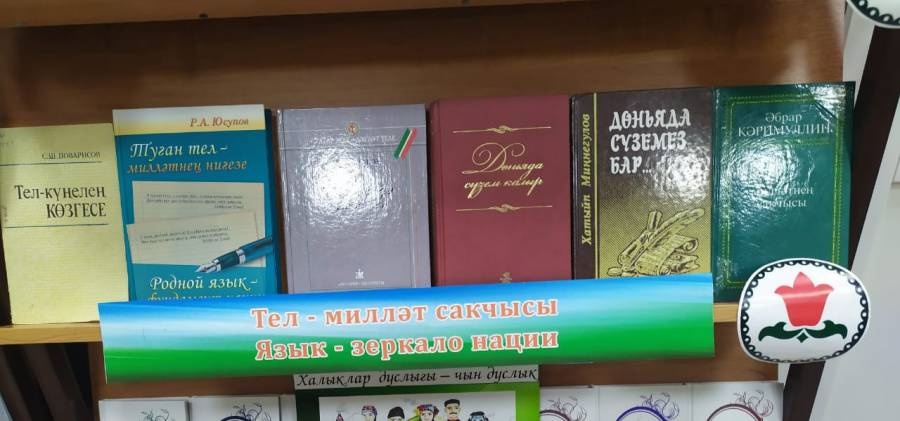 С.Ш. ПОВАРИСОВ
Тел-күңелең
КӨЗГЕСЕ
Р.А. Юсупов
Туган тел –
милләтнең нигезе
Родной язык –
ТЕЛЕ
Дөньяда
сүзем калыр
Хатыйп Миңнегулов
ДӨНЬЯДА
СҮЗЕМЕЗ
БАР...
Әбрар
КӘРИМУЛЛИН
Тел - милләт сакчысы
Язык - зеркало нации
Халыклар дуслыгы – чын дуслык